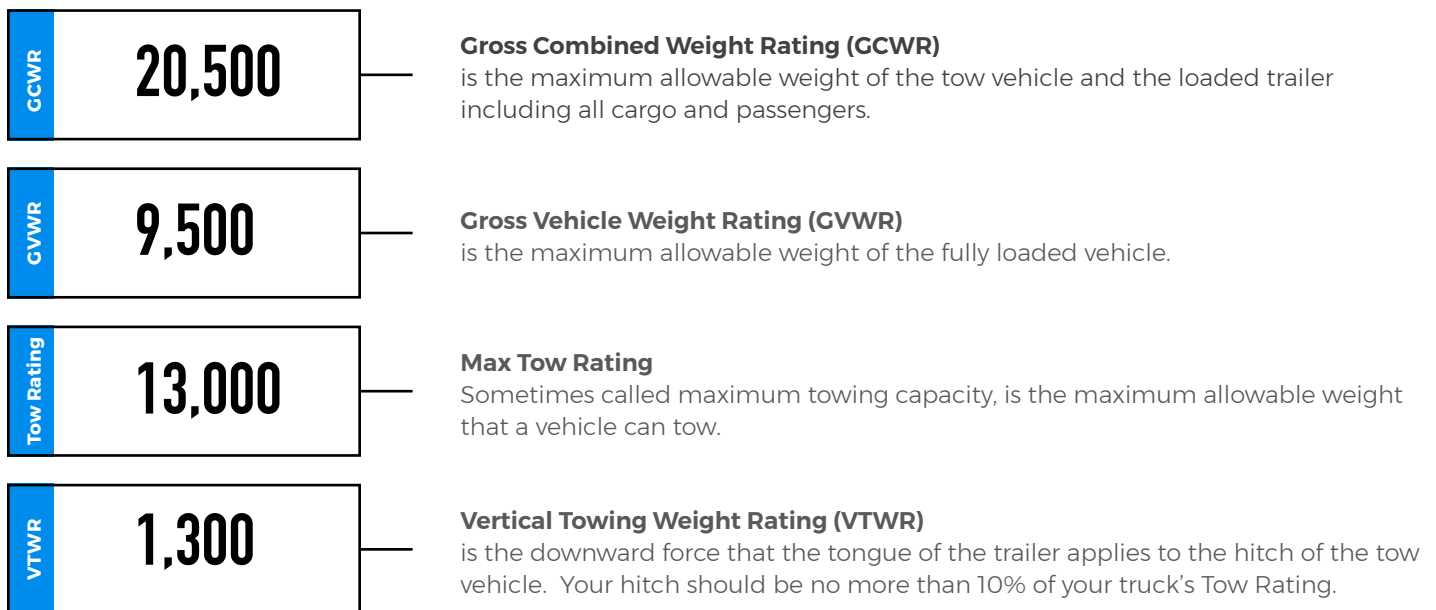 GCWR
20,500
Gross Combined Weight Rating (GCWR)
is the maximum allowable weight of the tow vehicle and the loaded trailer
including all cargo and passengers.
GVWR
9,500
Gross Vehicle Weight Rating (GVWR)
is the maximum allowable weight of the fully loaded vehicle.
Tow Rating
13,000
Max Tow Rating
Sometimes called maximum towing capacity, is the maximum allowable weight
that a vehicle can tow.
VTWR
1,300
Vertical Towing Weight Rating (VTWR)
is the downward force that the tongue of the trailer applies to the hitch of the tow
vehicle.  Your hitch should be no more than 10% of your truck's Tow Rating.